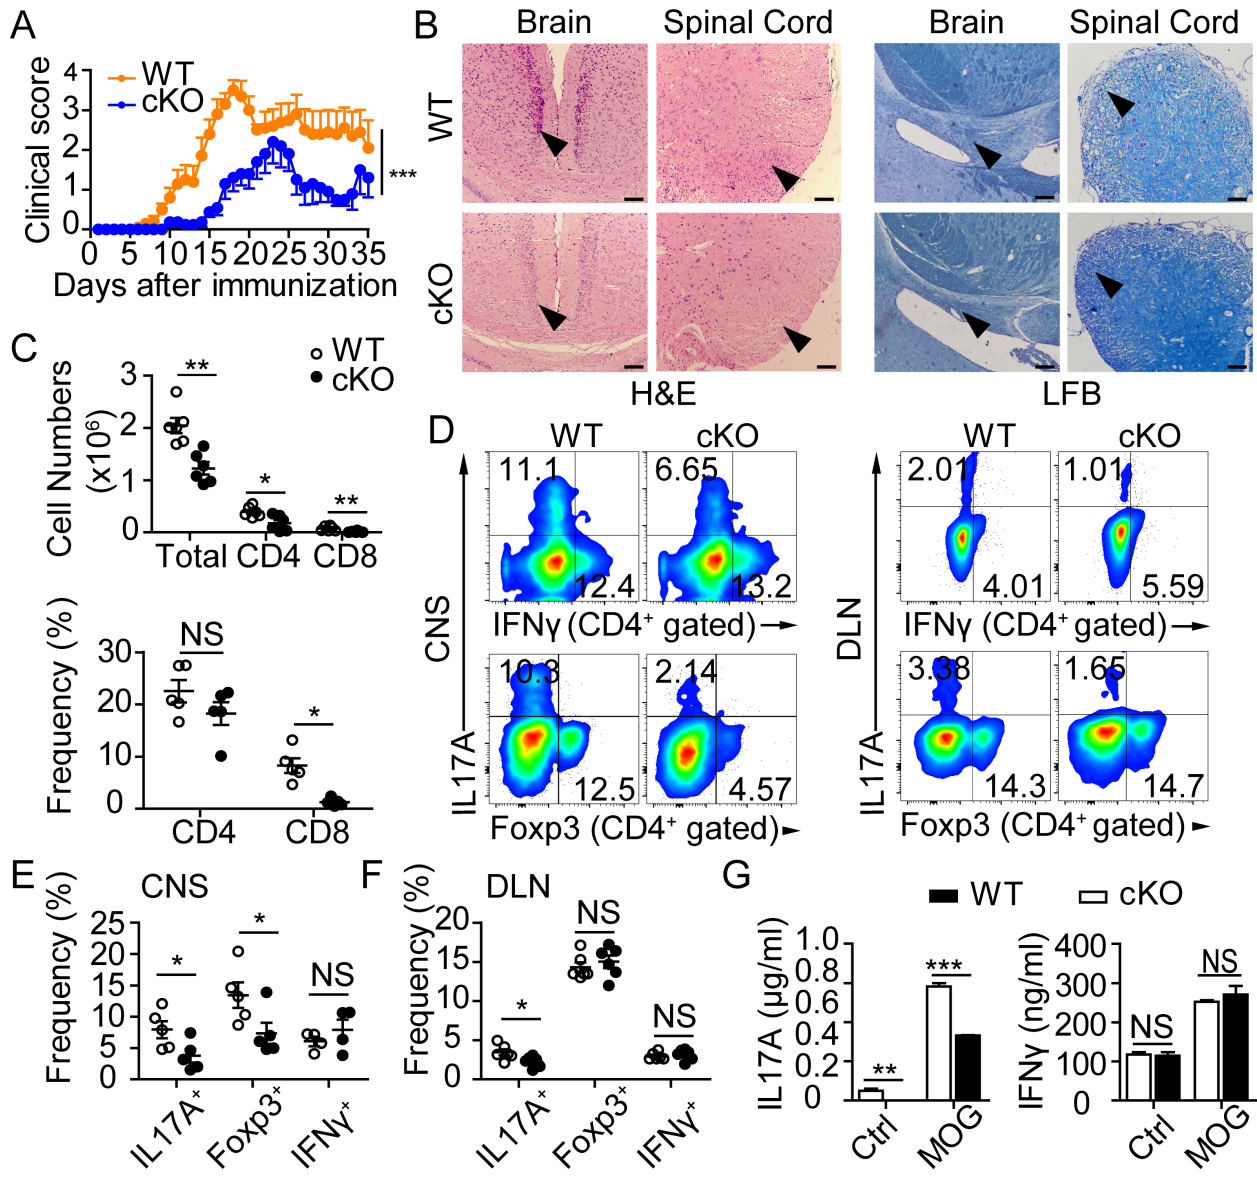 A
Clinical score
4
3
2
1
0
WT
cKO
***
0 5 10 15 20 25 30 35
Days after immunization
B
Brain Spinal Cord Brain Spinal Cord
WT
cKO
H&E LFB
C
WT
cKO
Cell Numbers
(x10⁶)
3
2
1
0
** * **
Total CD4 CD8
Frequency (%)
30
20
10
0
NS *
CD4 CD8
D
WT cKO WT cKO
CNS
IL17A
11.1 6.65
12.4 13.2
IFNγ (CD4⁺ gated)
10.3 2.14
12.5 4.57
Foxp3 (CD4⁺ gated)
DLN
IL17A
2.01 1.01
4.01 5.59
IFNγ (CD4⁺ gated)
3.38 1.65
14.3 14.7
Foxp3 (CD4⁺ gated)
E
CNS
Frequency (%)
25
20
15
10
5
0
* * NS
IL17A⁺ Foxp3⁺ IFNγ⁺
F
DLN
Frequency (%)
20
15
10
5
0
* NS NS
IL17A⁺ Foxp3⁺ IFNγ⁺
G
WT cKO
IL17A (µg/ml)
1.0
0.8
0.6
0.4
0.2
0
** ***
Ctrl MOG
IFNγ (ng/ml)
400
300
200
100
0
NS NS
Ctrl MOG